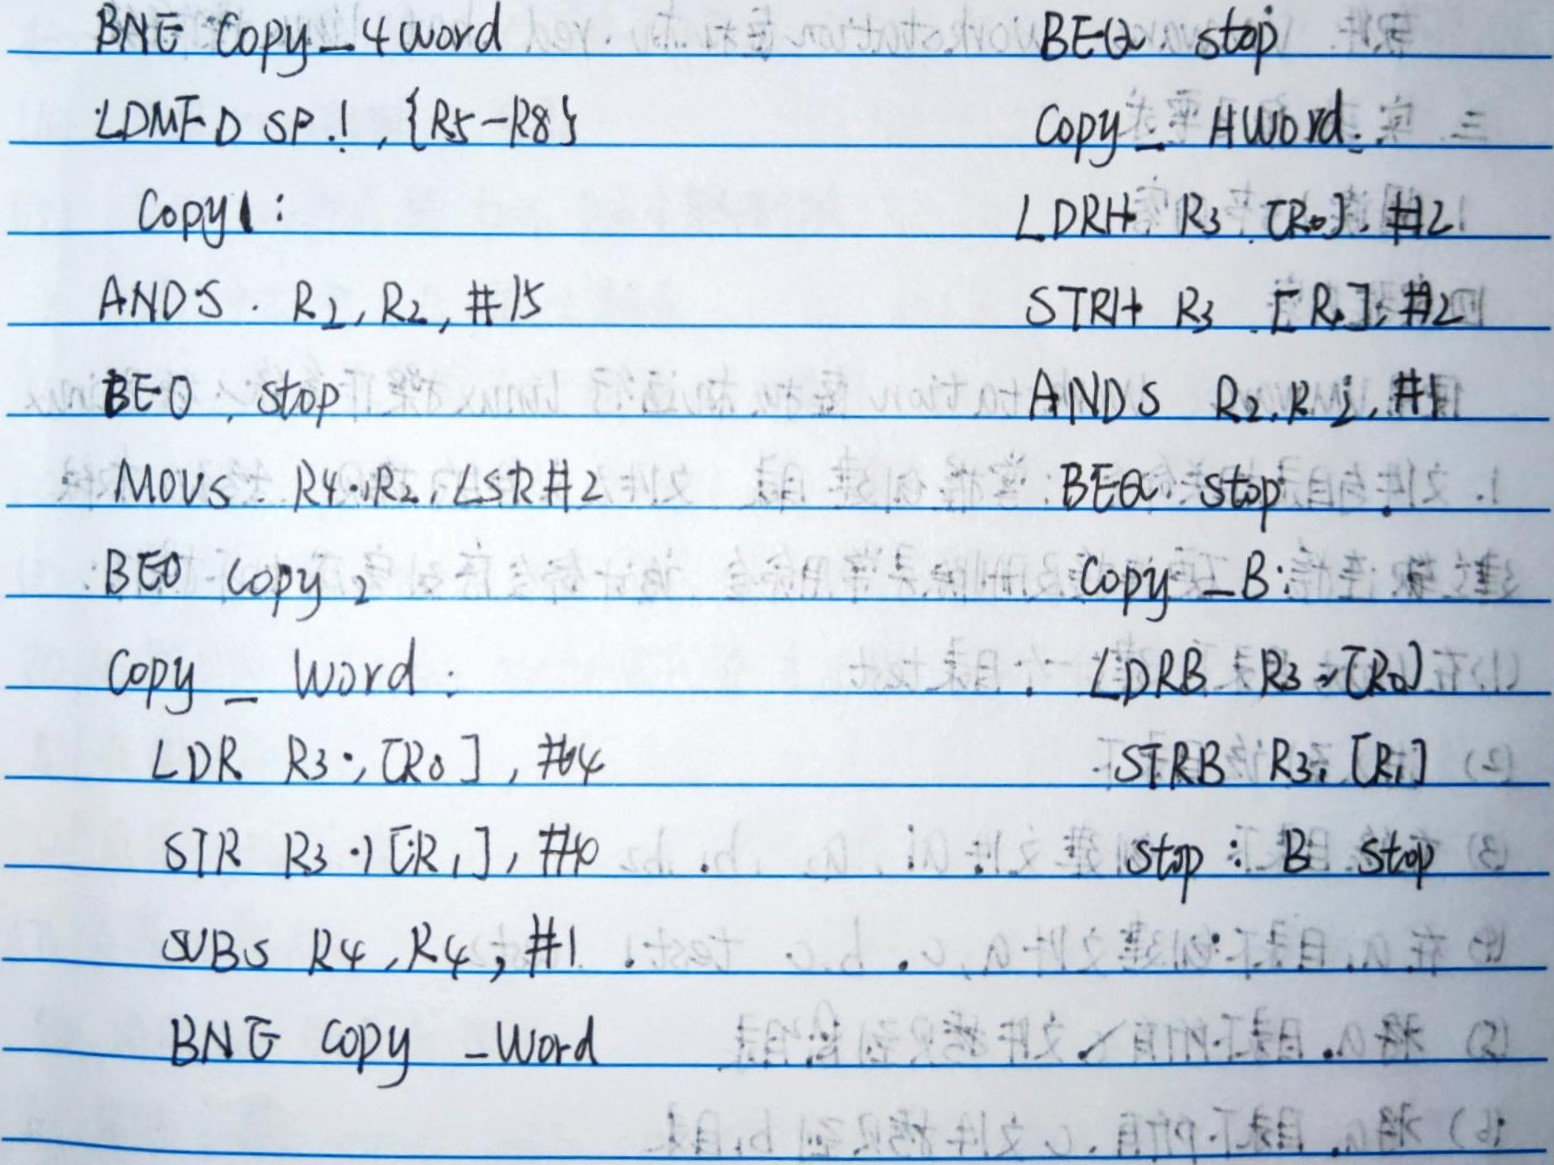 BNE Copy_4Word
LDMFD SP!, {R5-R8}
Copy1:
ANDS R2, R2, #15
BEQ stop
MOVS R4, R2, LSR #2
BEQ Copy2
Copy_Word:
LDR R3, [R0], #4
STR R3, [R1],
SUBS R4, R4, #1
BNE Copy_Word
BEQ stop
Copy_HWord:
LDRH R3, [R0], #2
STRH R3, [R1], #2
ANDS R2, R2, #1
BEQ stop
Copy_B:
LDRB R3, [R0]
STRB R3, [R1]
stop: B stop